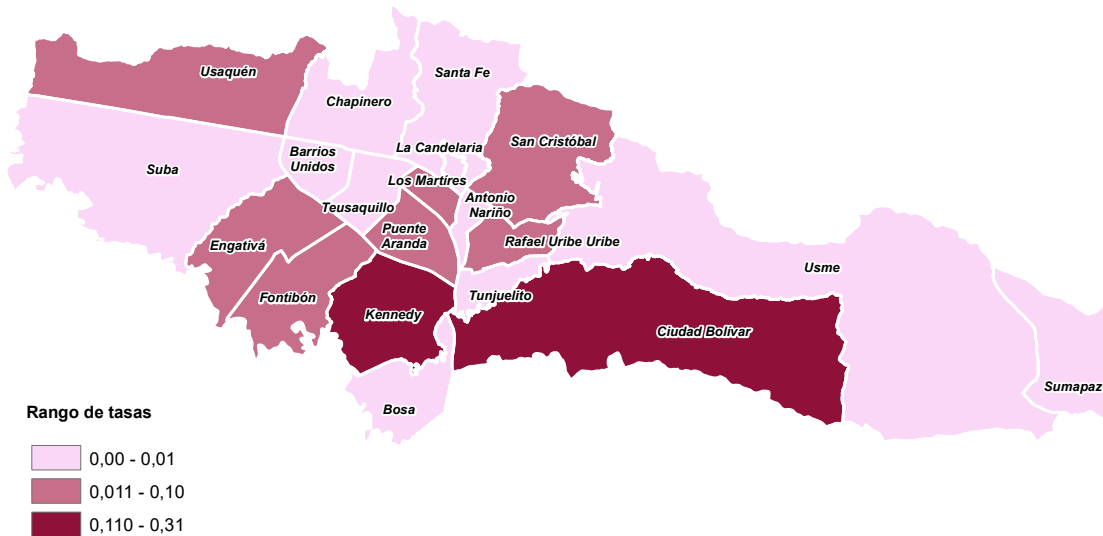 Usaquén
Santa Fe
Chapinero
San Cristóbal
La Candelaria
Barrios
Unidos
Suba
Los Martíres
Antonio
Nariño
Teusaquillo
Puente
Aranda
Rafael Uribe Uribe
Engativá
Usme
Fontibón
Tunjuelito
Kennedy
Ciudad Bolívar
Sumapaz
Bosa
Rango de tasas
0,00 - 0,01
0,011 - 0,10
0,110 - 0,31